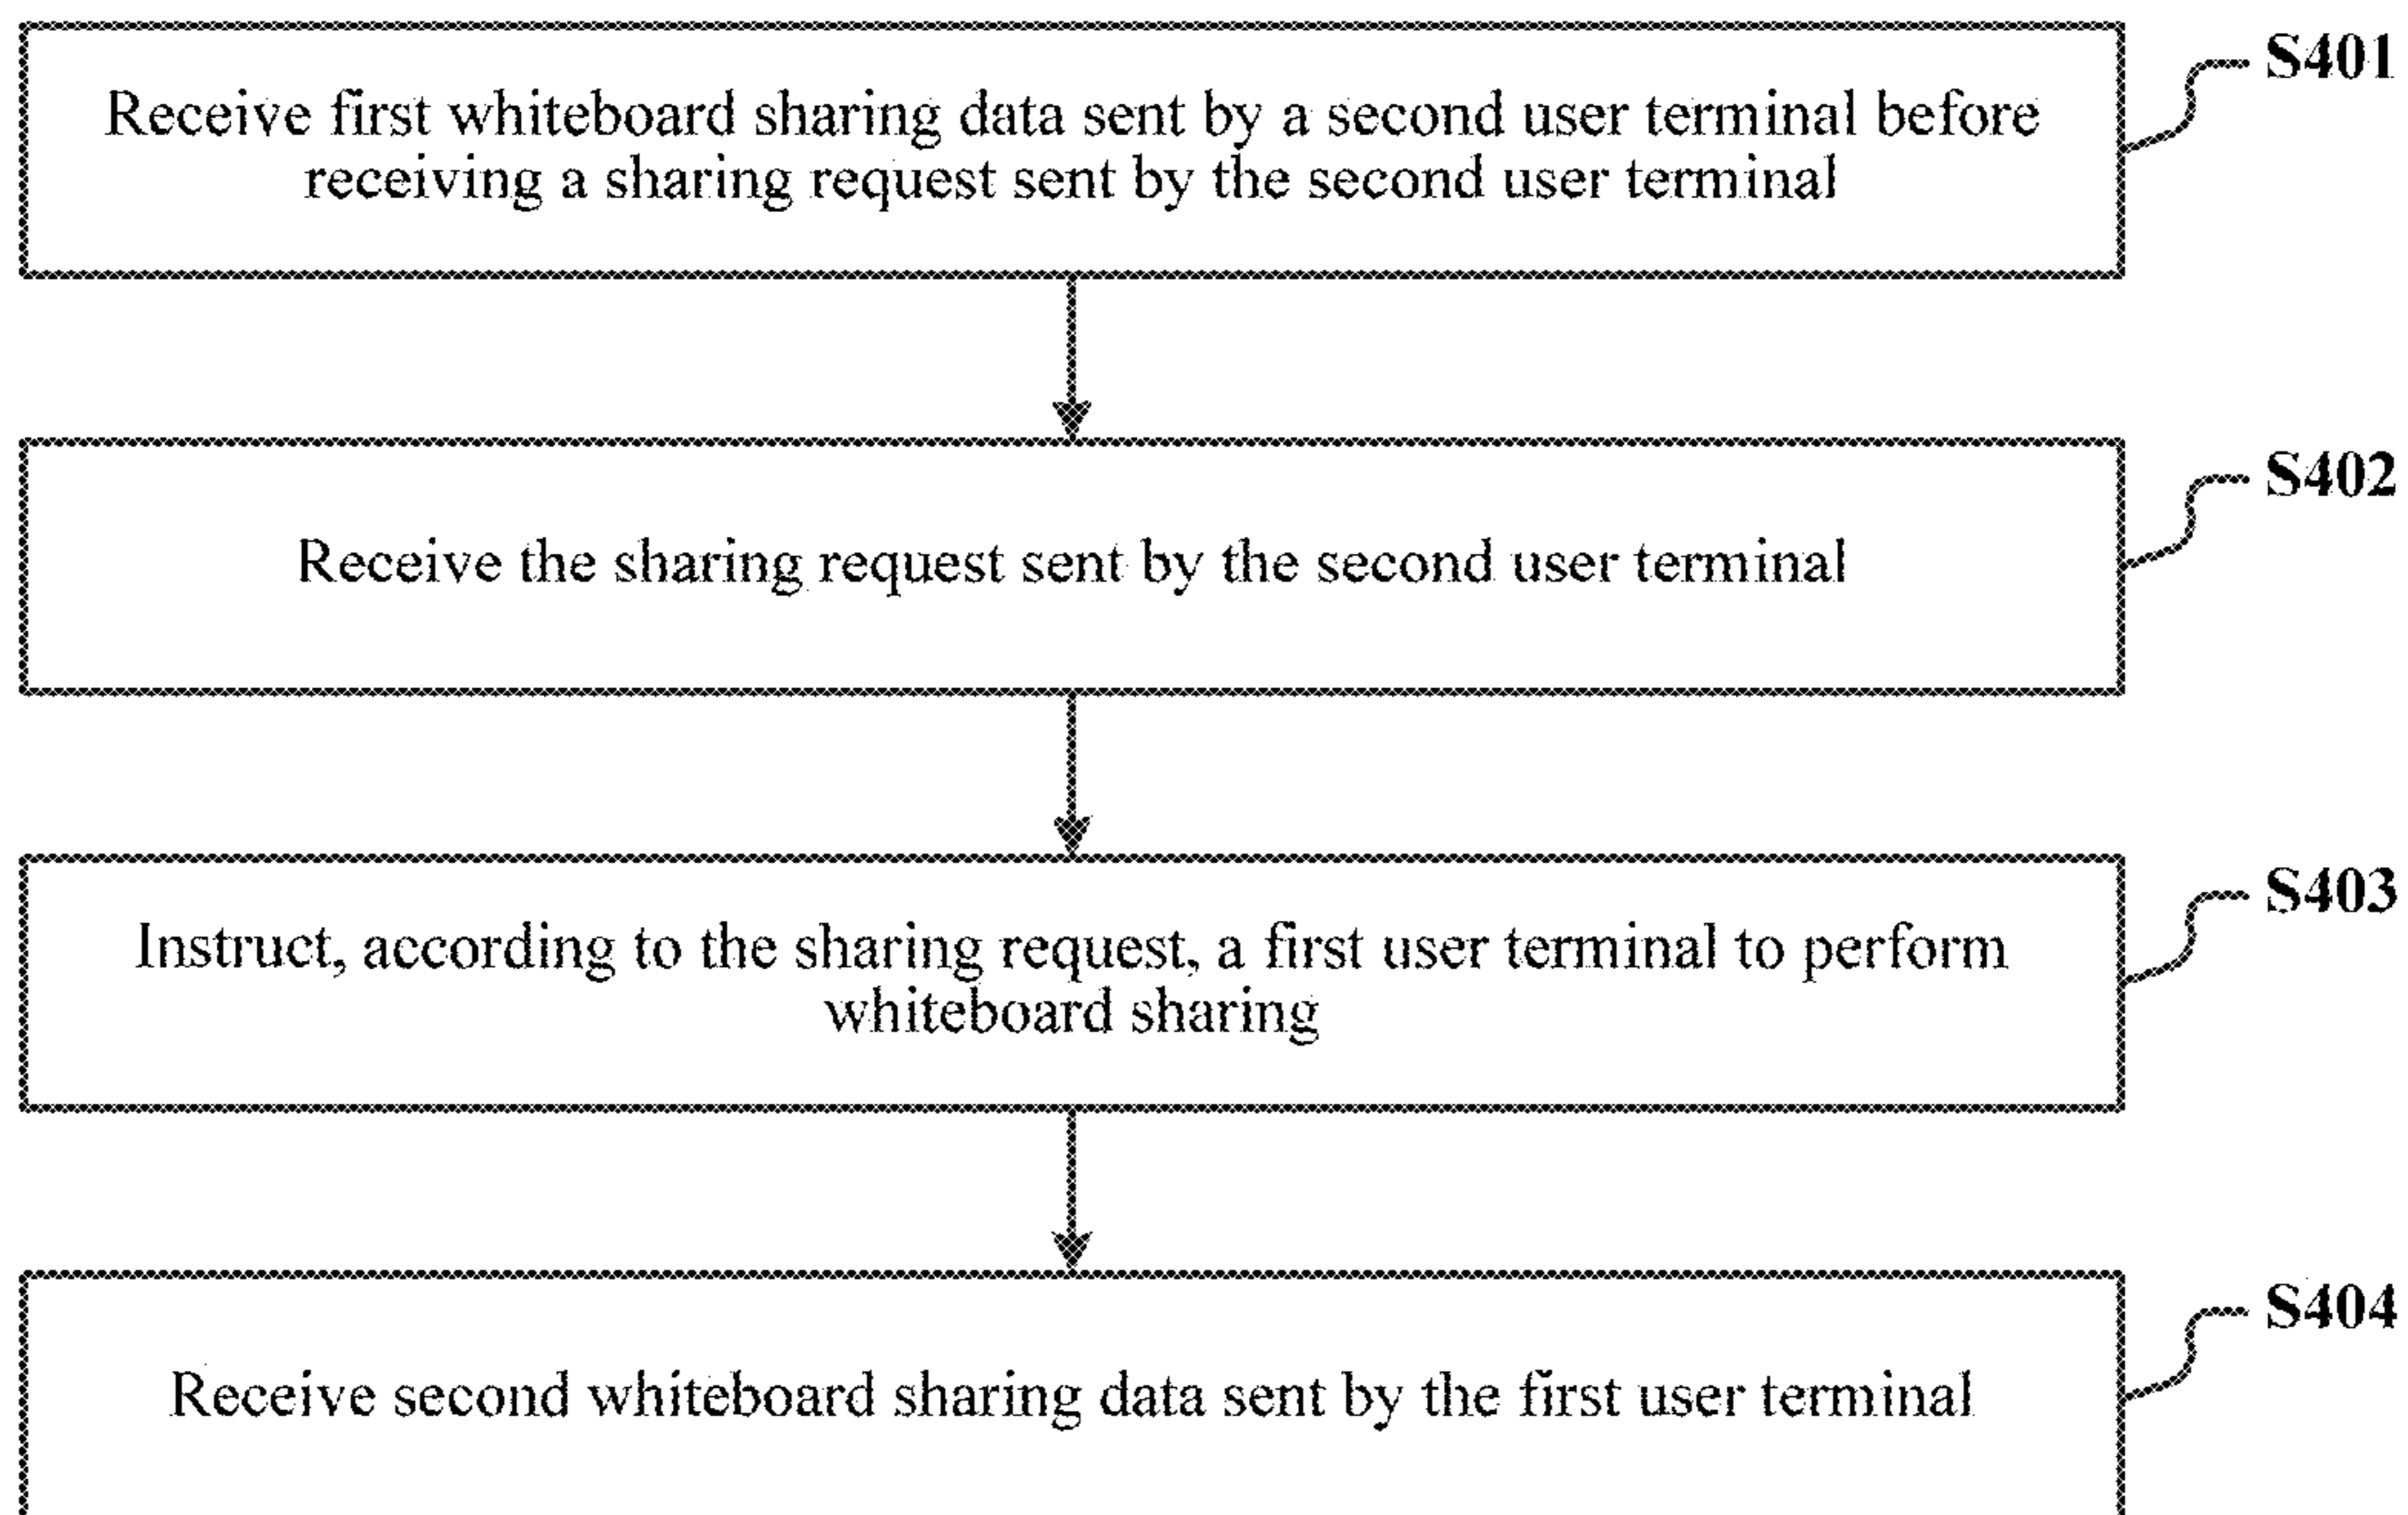 Receive first whiteboard sharing data sent by a second user terminal before
receiving a sharing request sent by the second user terminal
S401
Receive the sharing request sent by the second user terminal
S402
Instruct, according to the sharing request, a first user terminal to perform
whiteboard sharing
S403
Receive second whiteboard sharing data sent by the first user terminal
S404